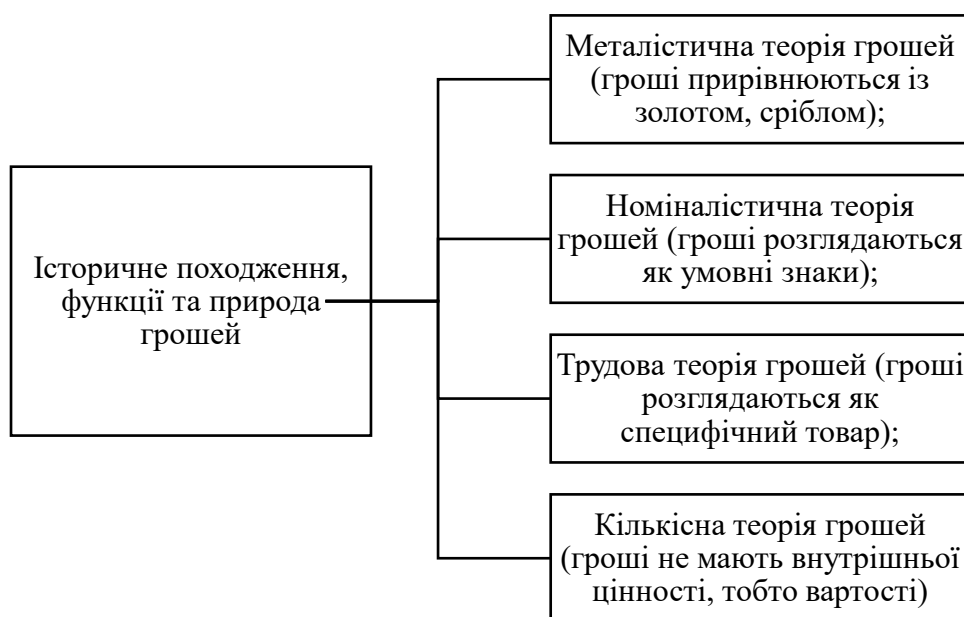 Історичне походження,
функції та природа
грошей
Металістична теорія грошей
(гроші прирівнюються із
золотом, сріблом);
Номіналістична теорія
грошей (гроші розглядаються
як умовні знаки);
Трудова теорія грошей (гроші
розглядаються як
специфічний товар);
Кількісна теорія грошей
(гроші не мають внутрішньої
цінності, тобто вартості)